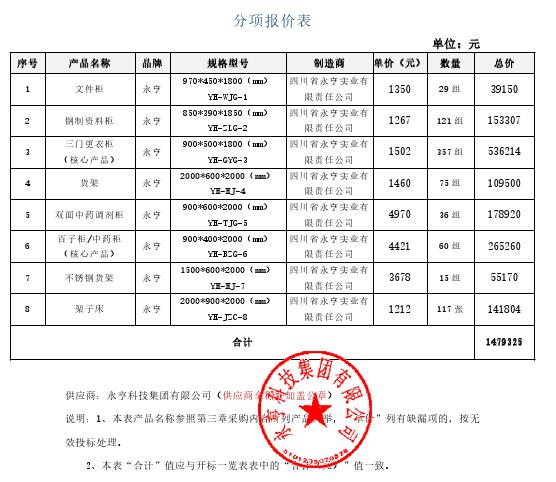 分项报价表
单位：元
序号 产品名称 品牌 规格型号 制造商 单价（元） 数量 总价
1 文件柜 永亨 970*450*1800（mm） YH-WJG-1 四川省永亨实业有限责任公司 1350 29 组 39150
2 钢制资料柜 永亨 850*390*1850（mm） YH-ZLG-2 四川省永亨实业有限责任公司 1267 121 组 153307
3 三门更衣柜（核心产品） 永亨 900*500*1800（mm） YH-GYG-3 四川省永亨实业有限责任公司 1502 357 组 536214
4 货架 永亨 2000*600*2000（mm） YH-HJ-4 四川省永亨实业有限责任公司 1460 75 组 109500
5 双面中药调剂柜 永亨 900*600*2000（mm） YH-TJG-5 四川省永亨实业有限责任公司 4970 36 组 178920
6 百子柜/中药柜（核心产品） 永亨 900*400*2000（mm） YH-BZG-6 四川省永亨实业有限责任公司 4421 60 组 265260
7 不锈钢货架 永亨 1500*600*2000（mm） YH-HJ-7 四川省永亨实业有限责任公司 3678 15 组 55170
8 架子床 永亨 2000*900*2000（mm） YH-JZC-8 四川省永亨实业有限责任公司 1212 117 张 141804
合计 1479325
供应商：永亨科技集团有限公司（供应商全称并加盖公章）
说明：1、本表产品名称参照第三章采购内容所列产品 举，“ 价”列有缺漏项的，按无
效投标处理。
2、本表“合计”值应与开标一览表表中的“合计（元）”值一致。
永亨科技集团有限公司